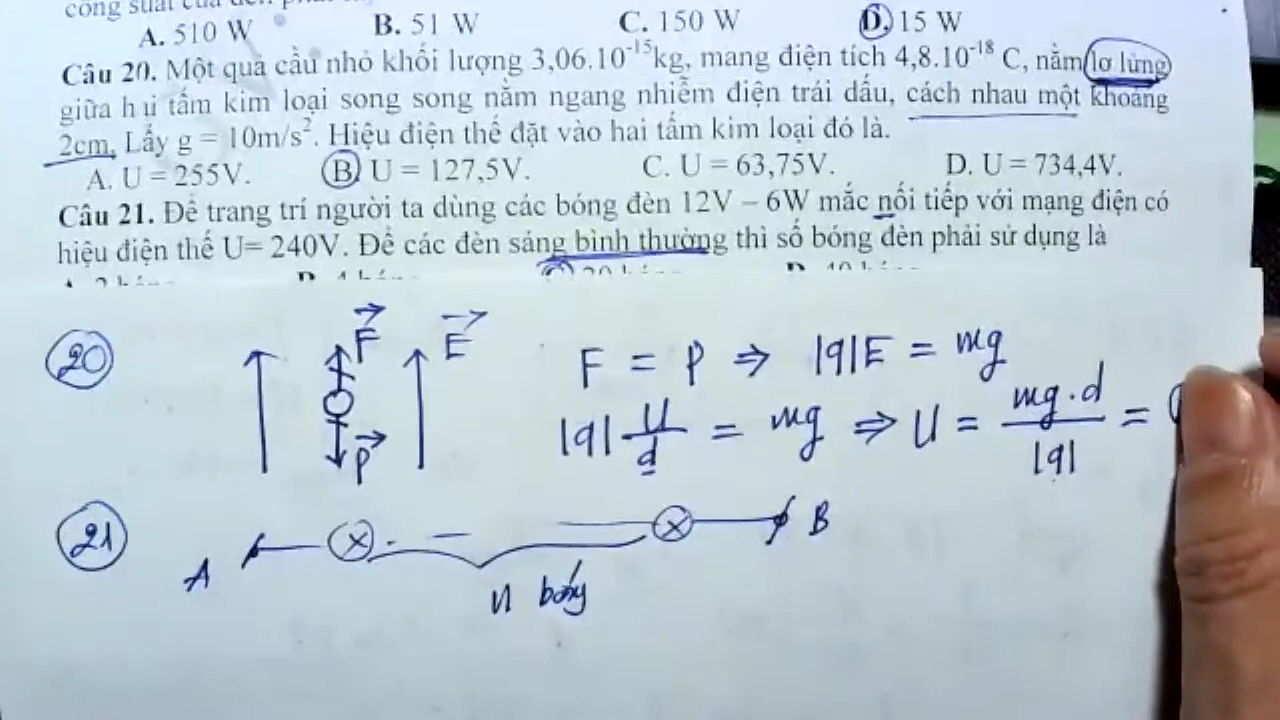 công suất của đèn
A. 510 W B. 51 W C. 150 W D. 15 W
Câu 20. Một quả cầu nhỏ khối lượng 3,06.10⁻¹⁵kg, mang điện tích 4,8.10⁻¹⁸ C, nằm lơ lửng
giữa h i tấm kim loại song song nằm ngang nhiễm điện trái dấu, cách nhau một khoảng
2cm. Lấy g = 10m/s². Hiệu điện thế đặt vào hai tấm kim loại đó là.
A. U = 255V. B. U = 127,5V. C. U = 63,75V. D. U = 734,4V.
Câu 21. Để trang trí người ta dùng các bóng đèn 12V – 6W mắc nối tiếp với mạng điện có
hiệu điện thế U= 240V. Để các đèn sáng bình thường thì số bóng đèn phải sử dụng là
20 F E F = P ⇒ |q|E = mg
P |q| U/d = mg ⇒ U = mg.d/|q| =
21 A B
n bóng